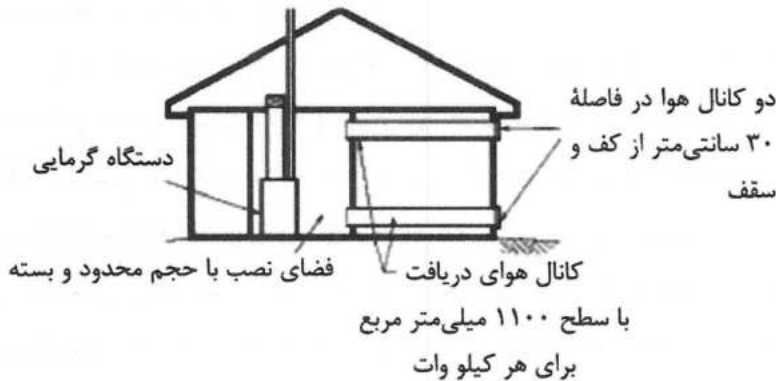 دو کانال هوا در فاصلهٔ
۳۰ سانتی‌متر از کف و
سقف
دستگاه گرمایی
فضای نصب با حجم محدود و بسته
کانال هوای دریافت
با سطح ۱۱۰۰ میلی‌متر مربع
برای هر کیلو وات